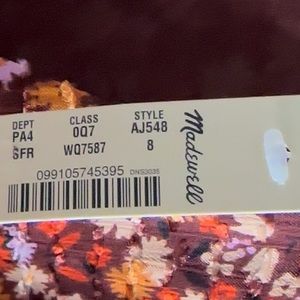 DEPT CLASS STYLE
PA4 0Q7 AJ548
SFR WQ7587 8
Madewell
099105745395 DNS3035